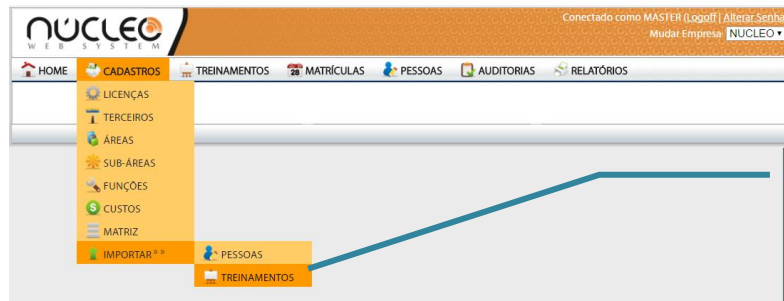 NÚCLEO
WEB SYSTEM
Conectado como MASTER (Logoff | Alterar Senha
Mudar Empresa: NUCLEO
HOME CADASTROS TREINAMENTOS 28 MATRÍCULAS PESSOAS AUDITORIAS RELATÓRIOS
LICENÇAS
TERCEIROS
ÁREAS
SUB-ÁREAS
FUNÇÕES
$ CUSTOS
MATRIZ
IMPORTAR » » PESSOAS
TREINAMENTOS